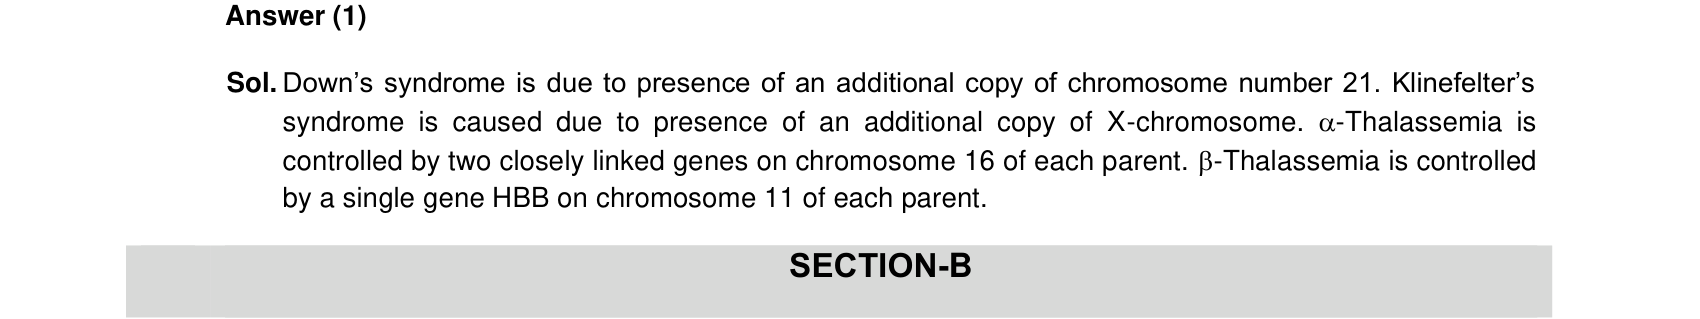 Answer (1)
Sol. Down’s syndrome is due to presence of an additional copy of chromosome number 21. Klinefelter’s
syndrome is caused due to presence of an additional copy of X-chromosome. α-Thalassemia is
controlled by two closely linked genes on chromosome 16 of each parent. β-Thalassemia is controlled
by a single gene HBB on chromosome 11 of each parent.
SECTION-B